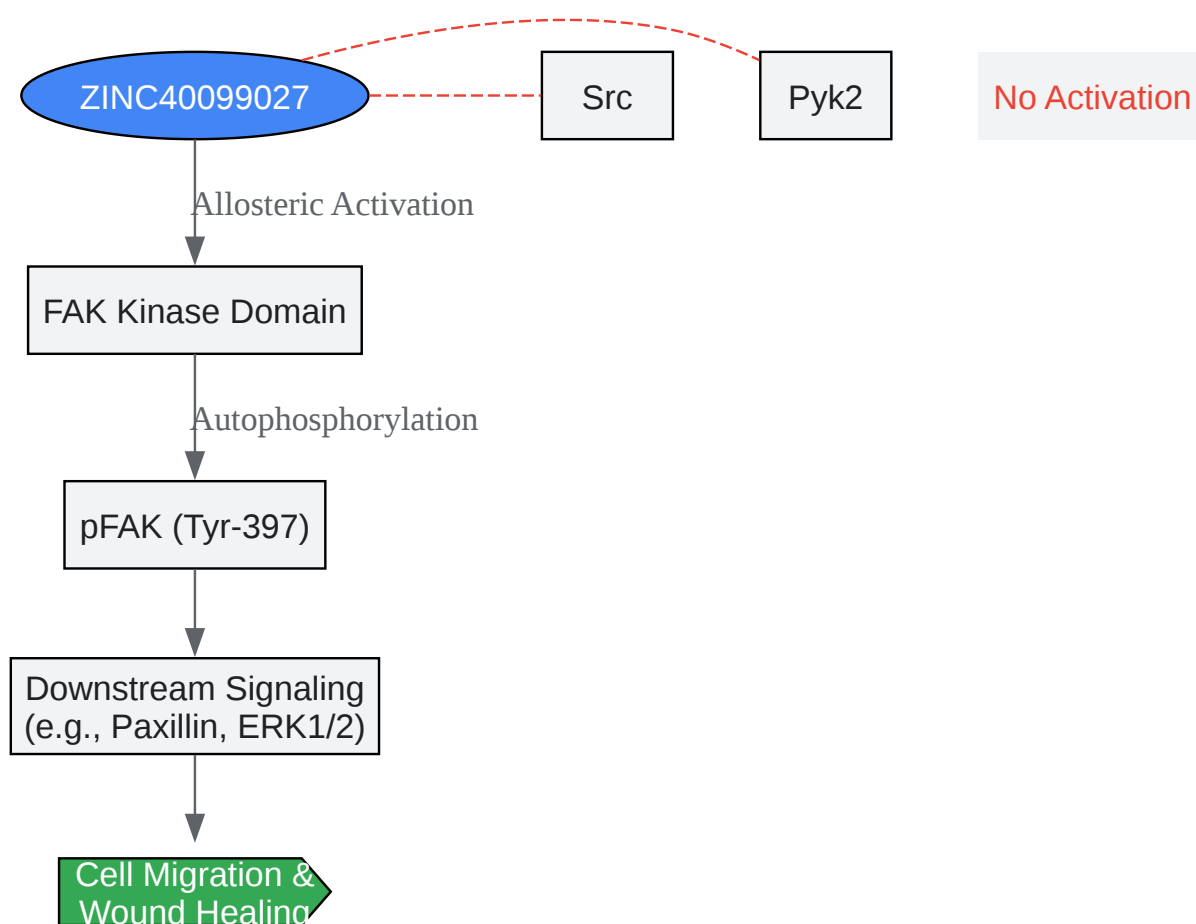 ZINC40099027
Src
Pyk2
No Activation
Allosteric Activation
FAK Kinase Domain
Autophosphorylation
pFAK (Tyr-397)
Downstream Signaling
(e.g., Paxillin, ERK1/2)
Cell Migration &
Wound Healing